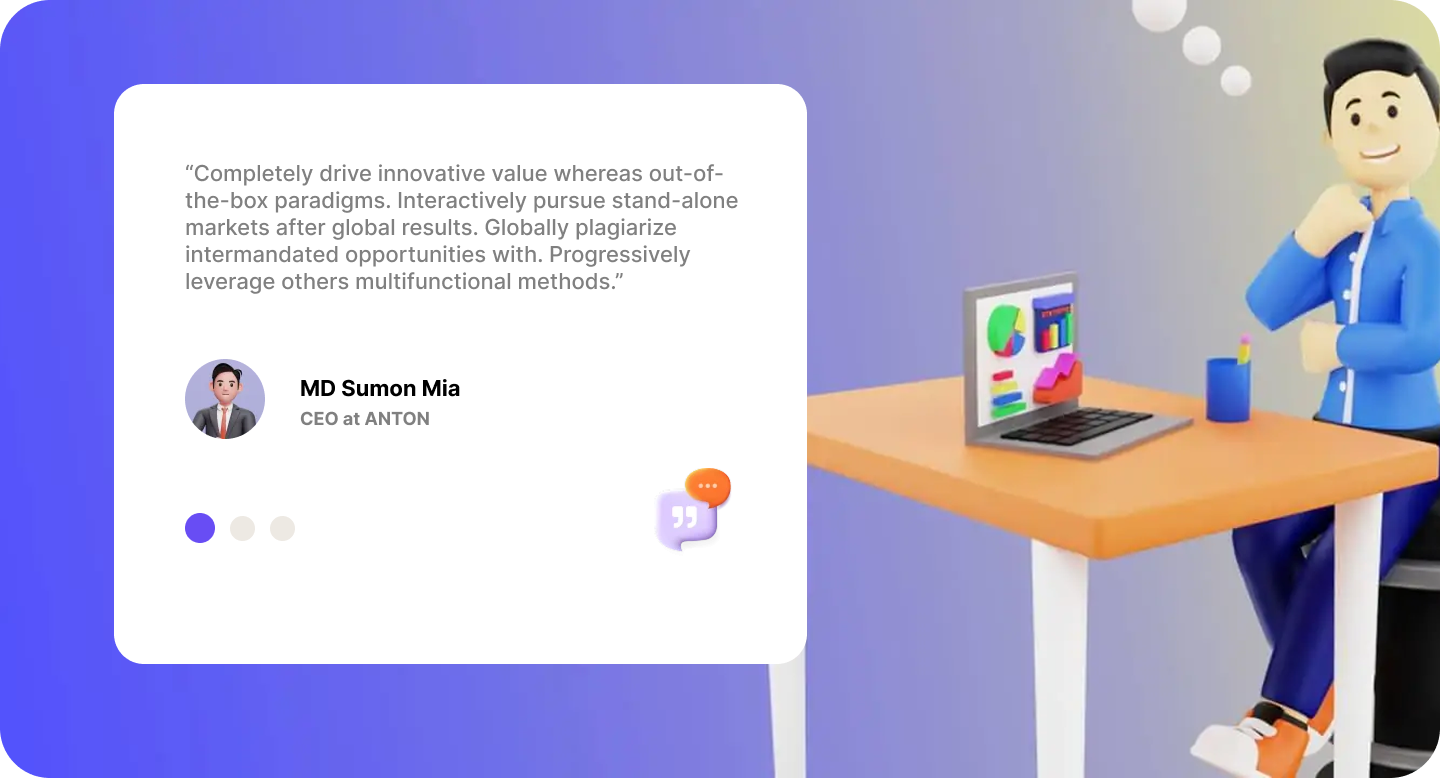 “Completely drive innovative value whereas out-of-
the-box paradigms. Interactively pursue stand-alone
markets after global results. Globally plagiarize
intermandated opportunities with. Progressively
leverage others multifunctional methods.”
MD Sumon Mia
CEO at ANTON